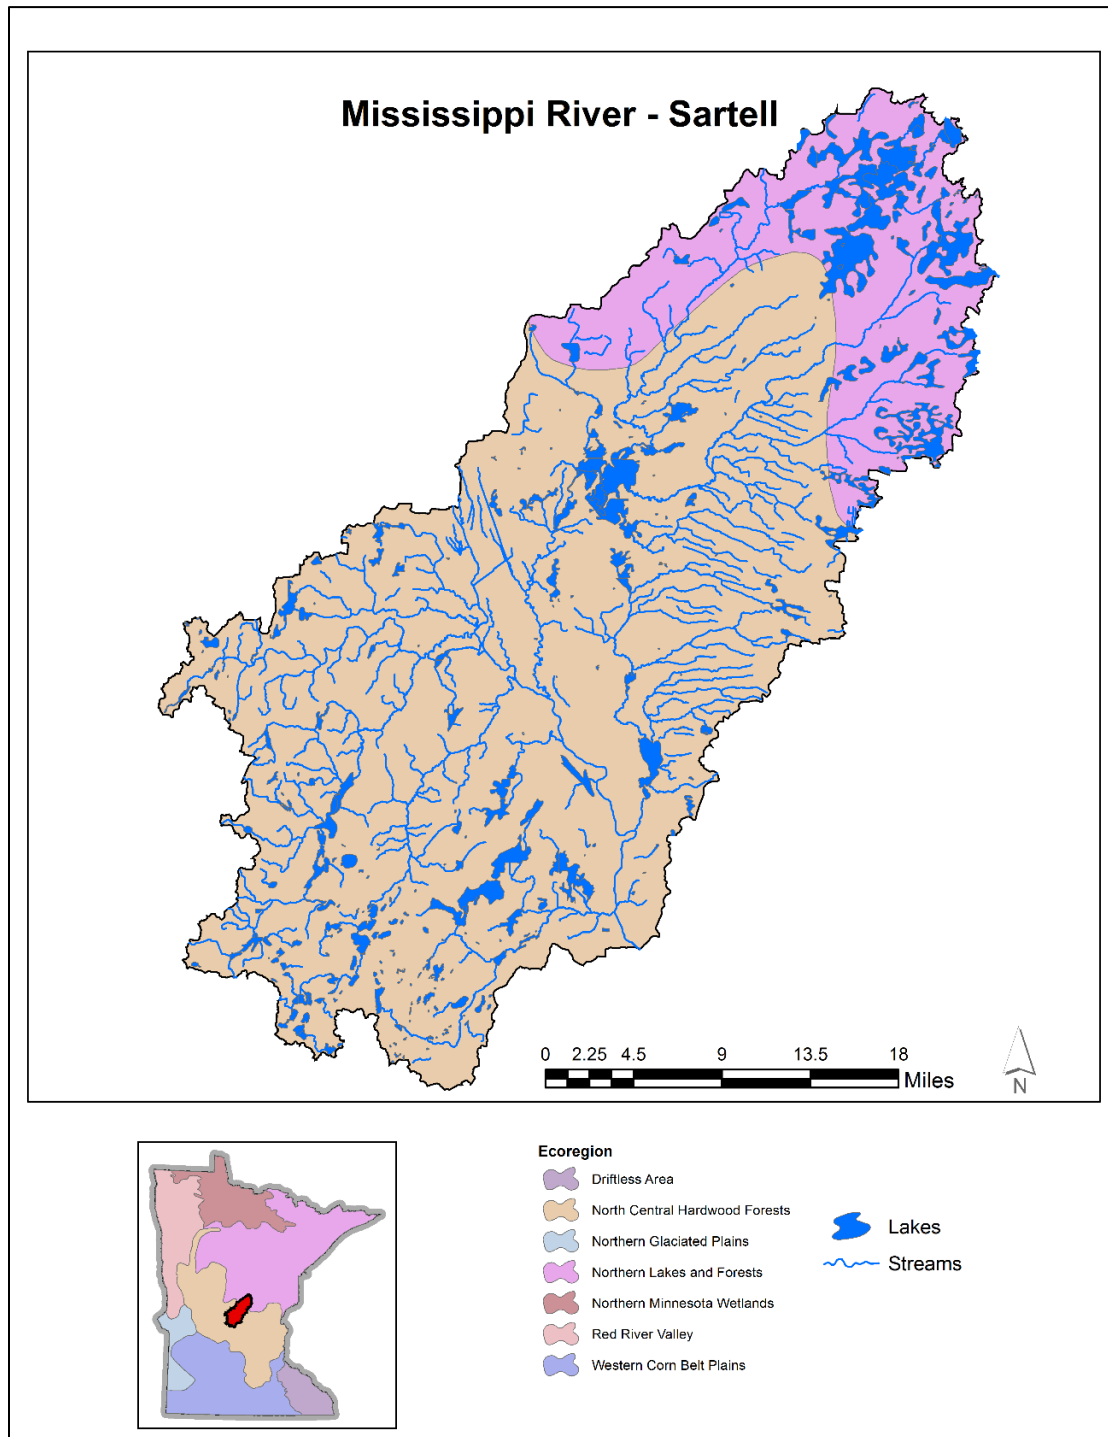 Mississippi River - Sartell
0 2.25 4.5 9 13.5 18
Miles
N
Ecoregion
Driftless Area
North Central Hardwood Forests
Northern Glaciated Plains
Northern Lakes and Forests
Northern Minnesota Wetlands
Red River Valley
Western Corn Belt Plains
Lakes
Streams